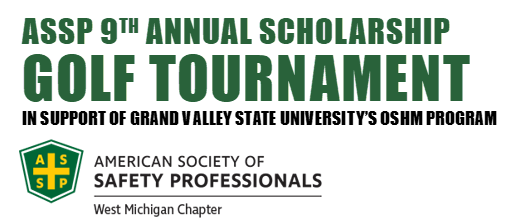 ASSP 9TH ANNUAL SCHOLARSHIP
GOLF TOURNAMENT
IN SUPPORT OF GRAND VALLEY STATE UNIVERSITY'S OSHM PROGRAM
A S
S P
AMERICAN SOCIETY OF
SAFETY PROFESSIONALS
West Michigan Chapter